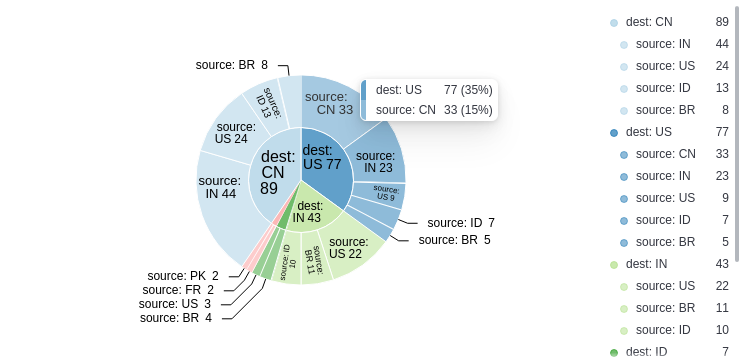 source: BR 8
source:
CN 33
dest: US 77 (35%)
source: CN 33 (15%)
source:
ID 13
source:
US 24
dest:
CN
89
dest:
US 77
source:
IN 23
source:
IN 44
source:
US 9
dest:
IN 43
source: ID 7
source: BR 5
source:
US 22
source:
BR 11
source: ID
10
source: PK 2
source: FR 2
source: US 3
source: BR 4
dest: CN 89
source: IN 44
source: US 24
source: ID 13
source: BR 8
dest: US 77
source: CN 33
source: IN 23
source: US 9
source: ID 7
source: BR 5
dest: IN 43
source: US 22
source: BR 11
source: ID 10
dest: ID 7